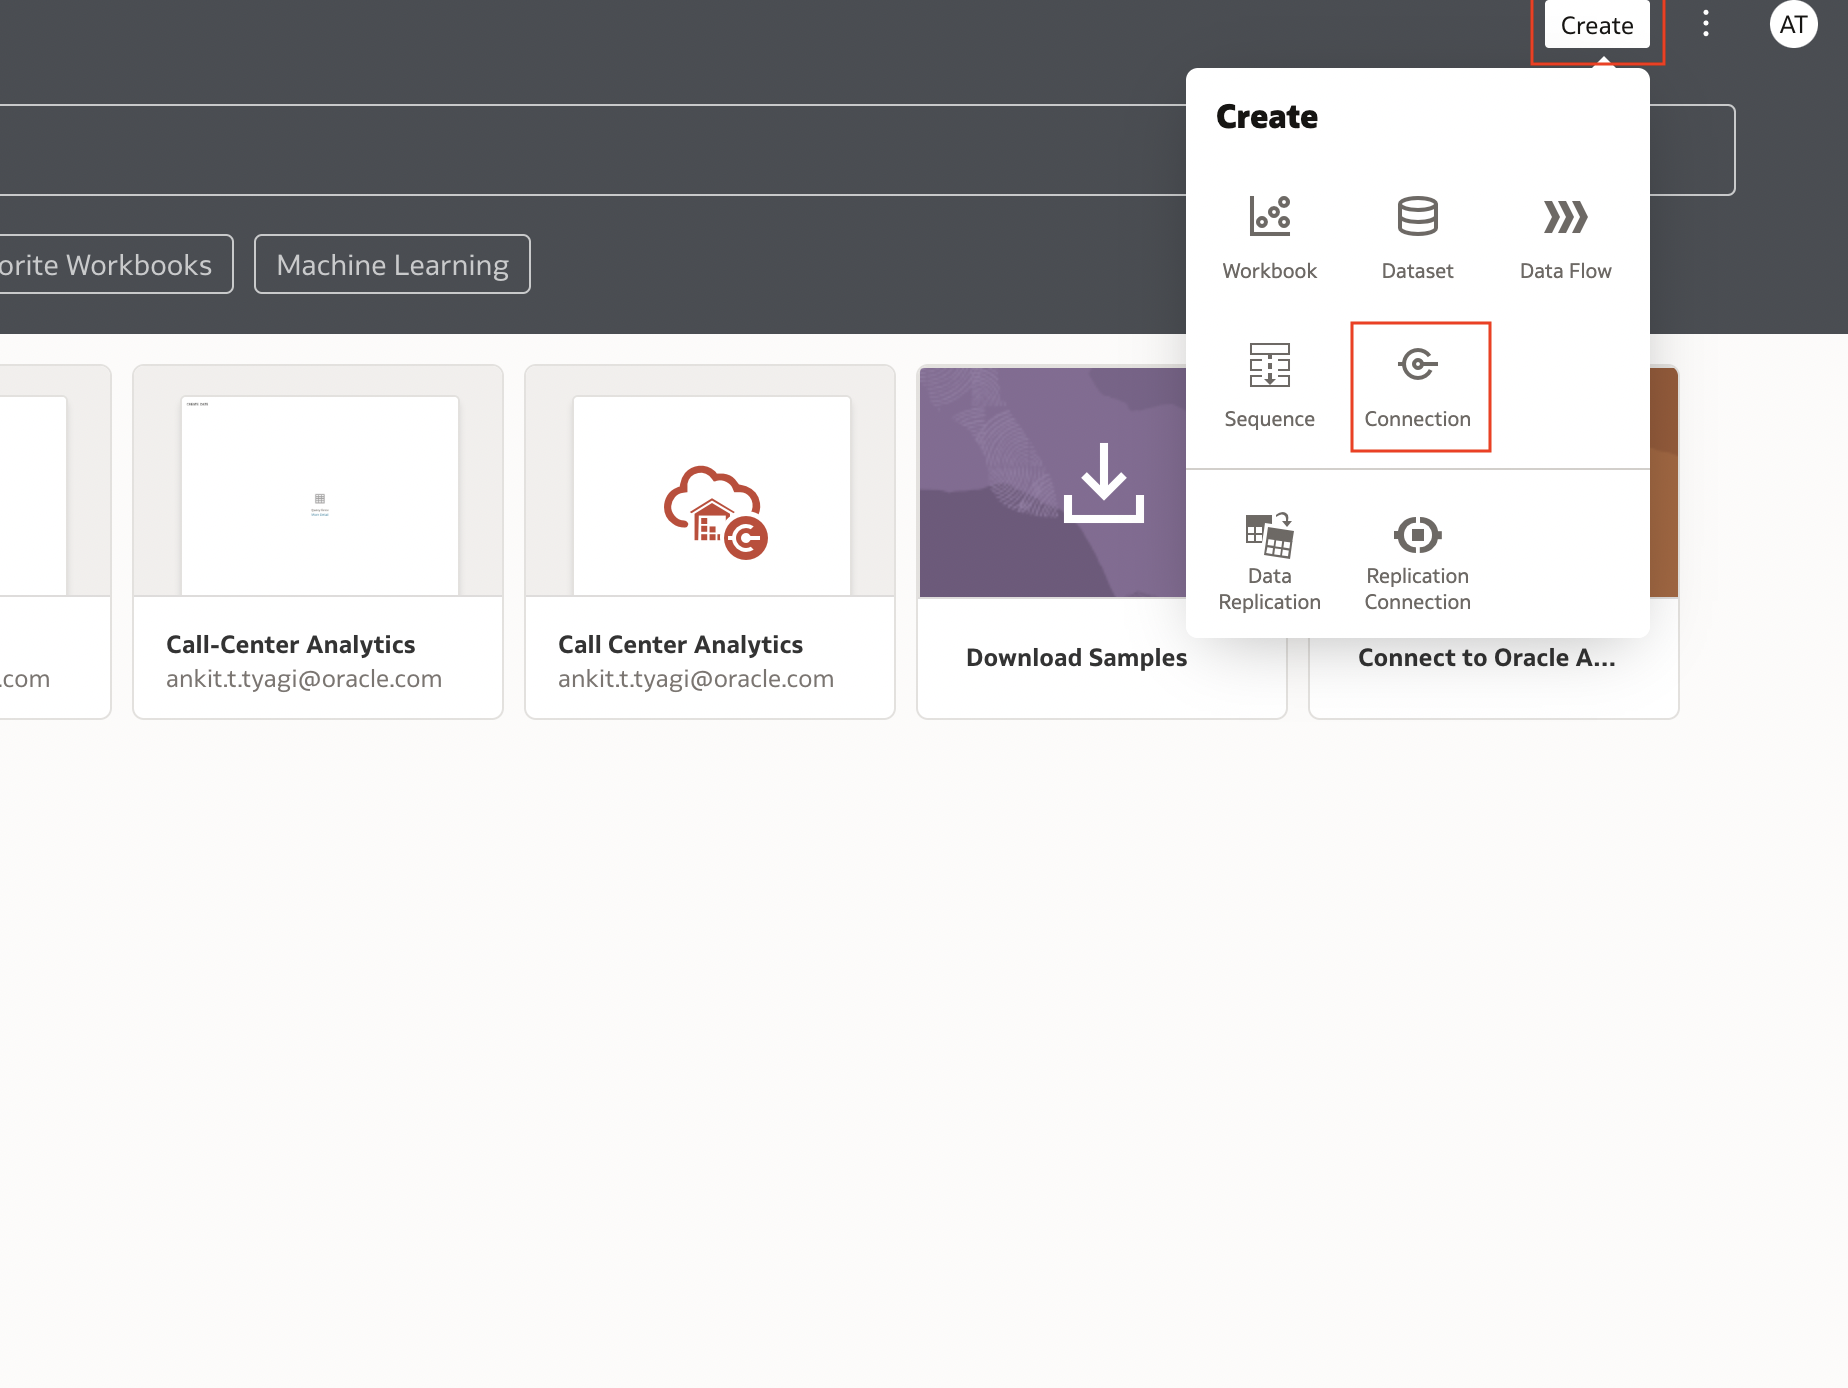 Create
AT
Create
Workbook
Dataset
Data Flow
Sequence
Connection
Data
Replication
Replication
Connection
orite Workbooks
Machine Learning
.com
Call-Center Analytics
ankit.t.tyagi@oracle.com
Call Center Analytics
ankit.t.tyagi@oracle.com
Download Samples
Connect to Oracle A...